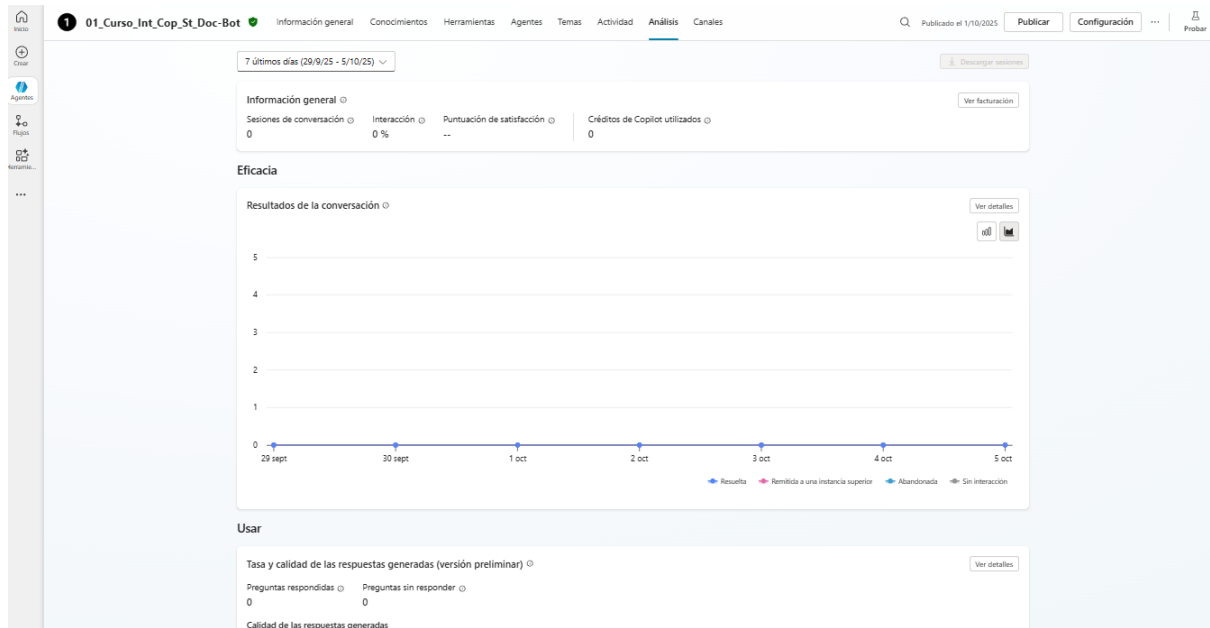 Inicio
Crear
Agentes
Flujos
1 01_Curso_Int_Cop_St_Doc-Bot Información general Conocimientos Herramientas Agentes Temas Actividad Análisis Canales Publicado el 1/10/2025 Publicar Configuración ... Probar
7 últimos días (29/9/25 - 5/10/25) Descargar sesiones
Información general Ver facturación
Sesiones de conversación Interacción Puntuación de satisfacción Créditos de Copilot utilizados
0 0 % -- 0
Eficacia
Resultados de la conversación Ver detalles
5
4
3
2
1
0
29 sept 30 sept 1 oct 2 oct 3 oct 4 oct 5 oct
Resuelta Remitida a una instancia superior Abandonada Sin interacción
Usar
Tasa y calidad de las respuestas generadas (versión preliminar) Ver detalles
Preguntas respondidas Preguntas sin responder
0 0
Calidad de las respuestas generadas